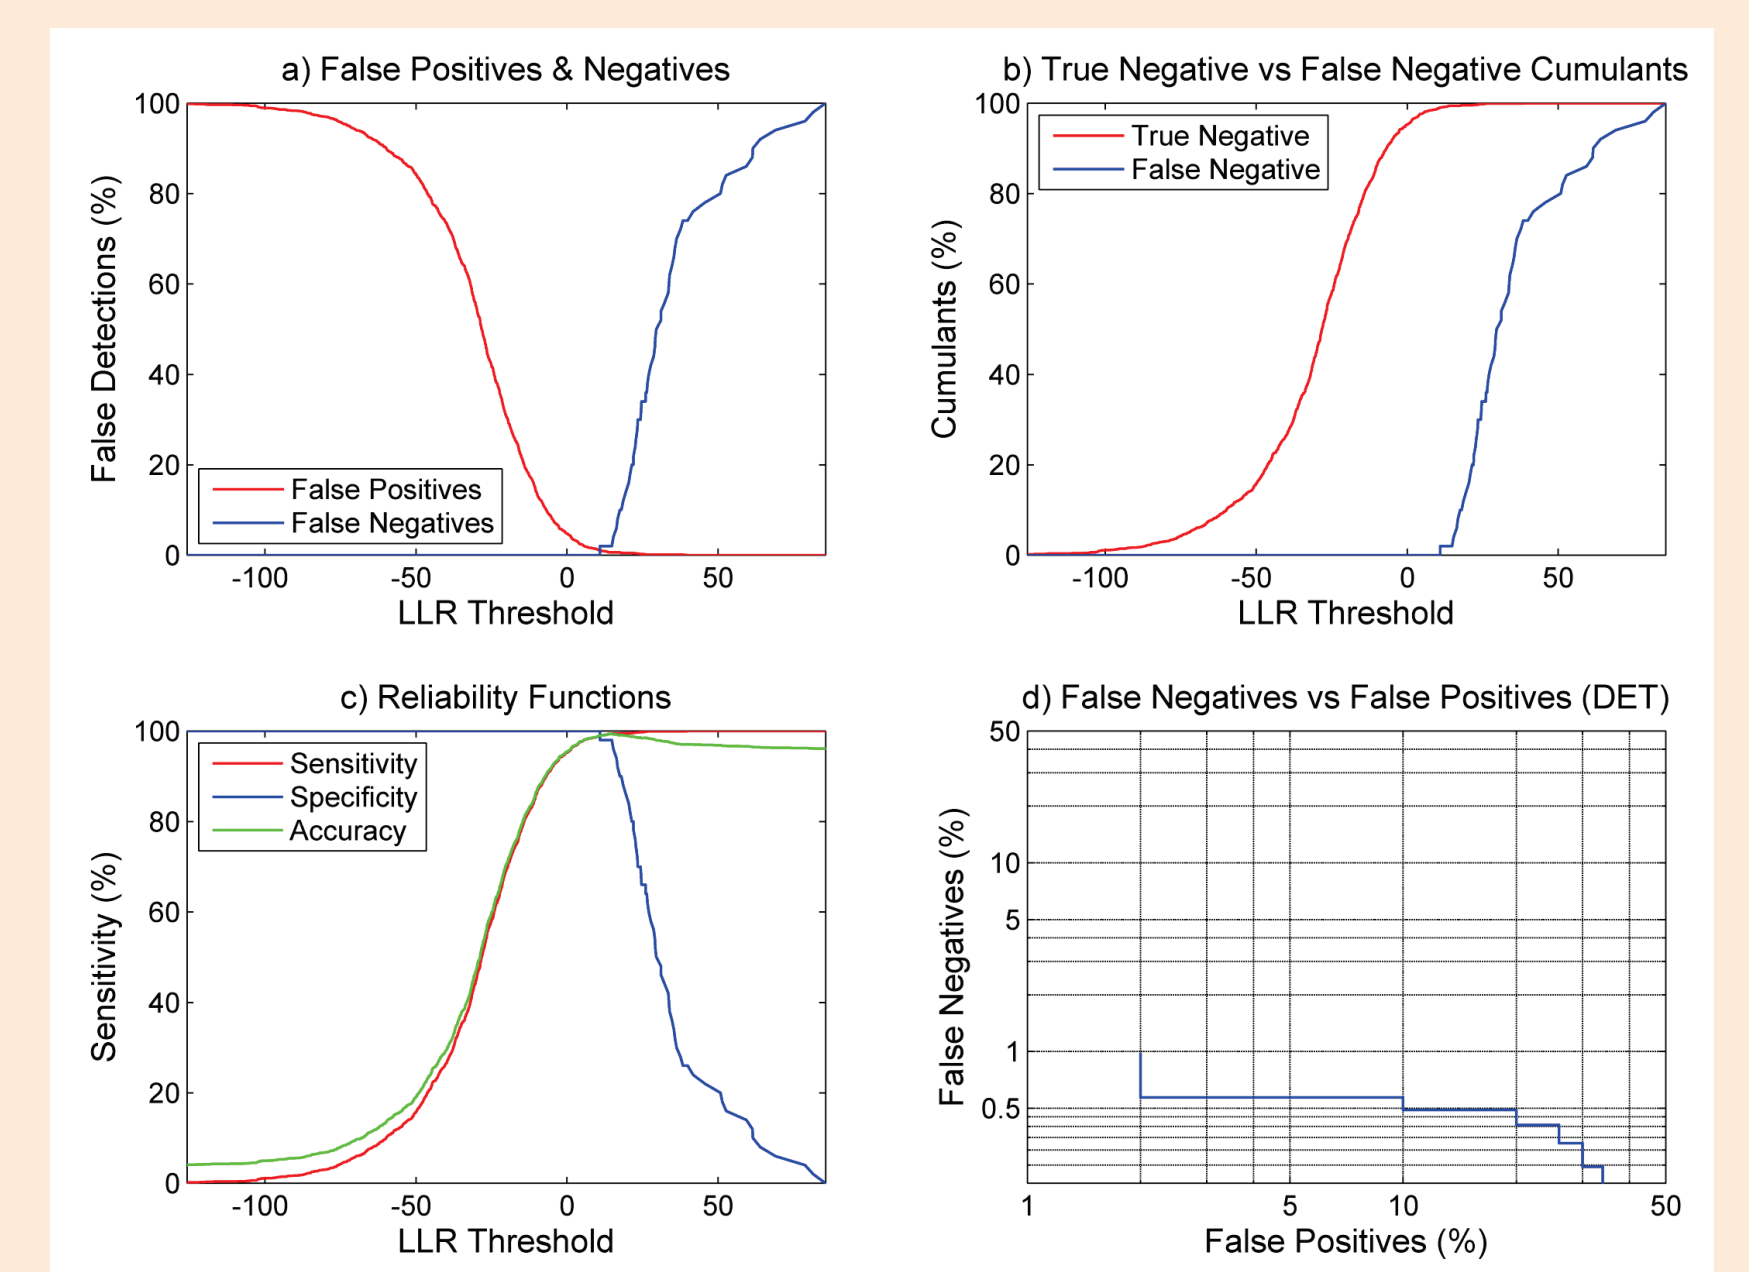 a) False Positives & Negatives
100
80
60
40
20
0
False Detections (%)
False Positives
False Negatives
-100
-50
0
50
LLR Threshold
b) True Negative vs False Negative Cumulants
100
80
60
40
20
0
Cumulants (%)
True Negative
False Negative
-100
-50
0
50
LLR Threshold
c) Reliability Functions
100
80
60
40
20
0
Sensitivity (%)
Sensitivity
Specificity
Accuracy
-100
-50
0
50
LLR Threshold
d) False Negatives vs False Positives (DET)
50
10
5
1
0.5
False Negatives (%)
1
5
10
50
False Positives (%)